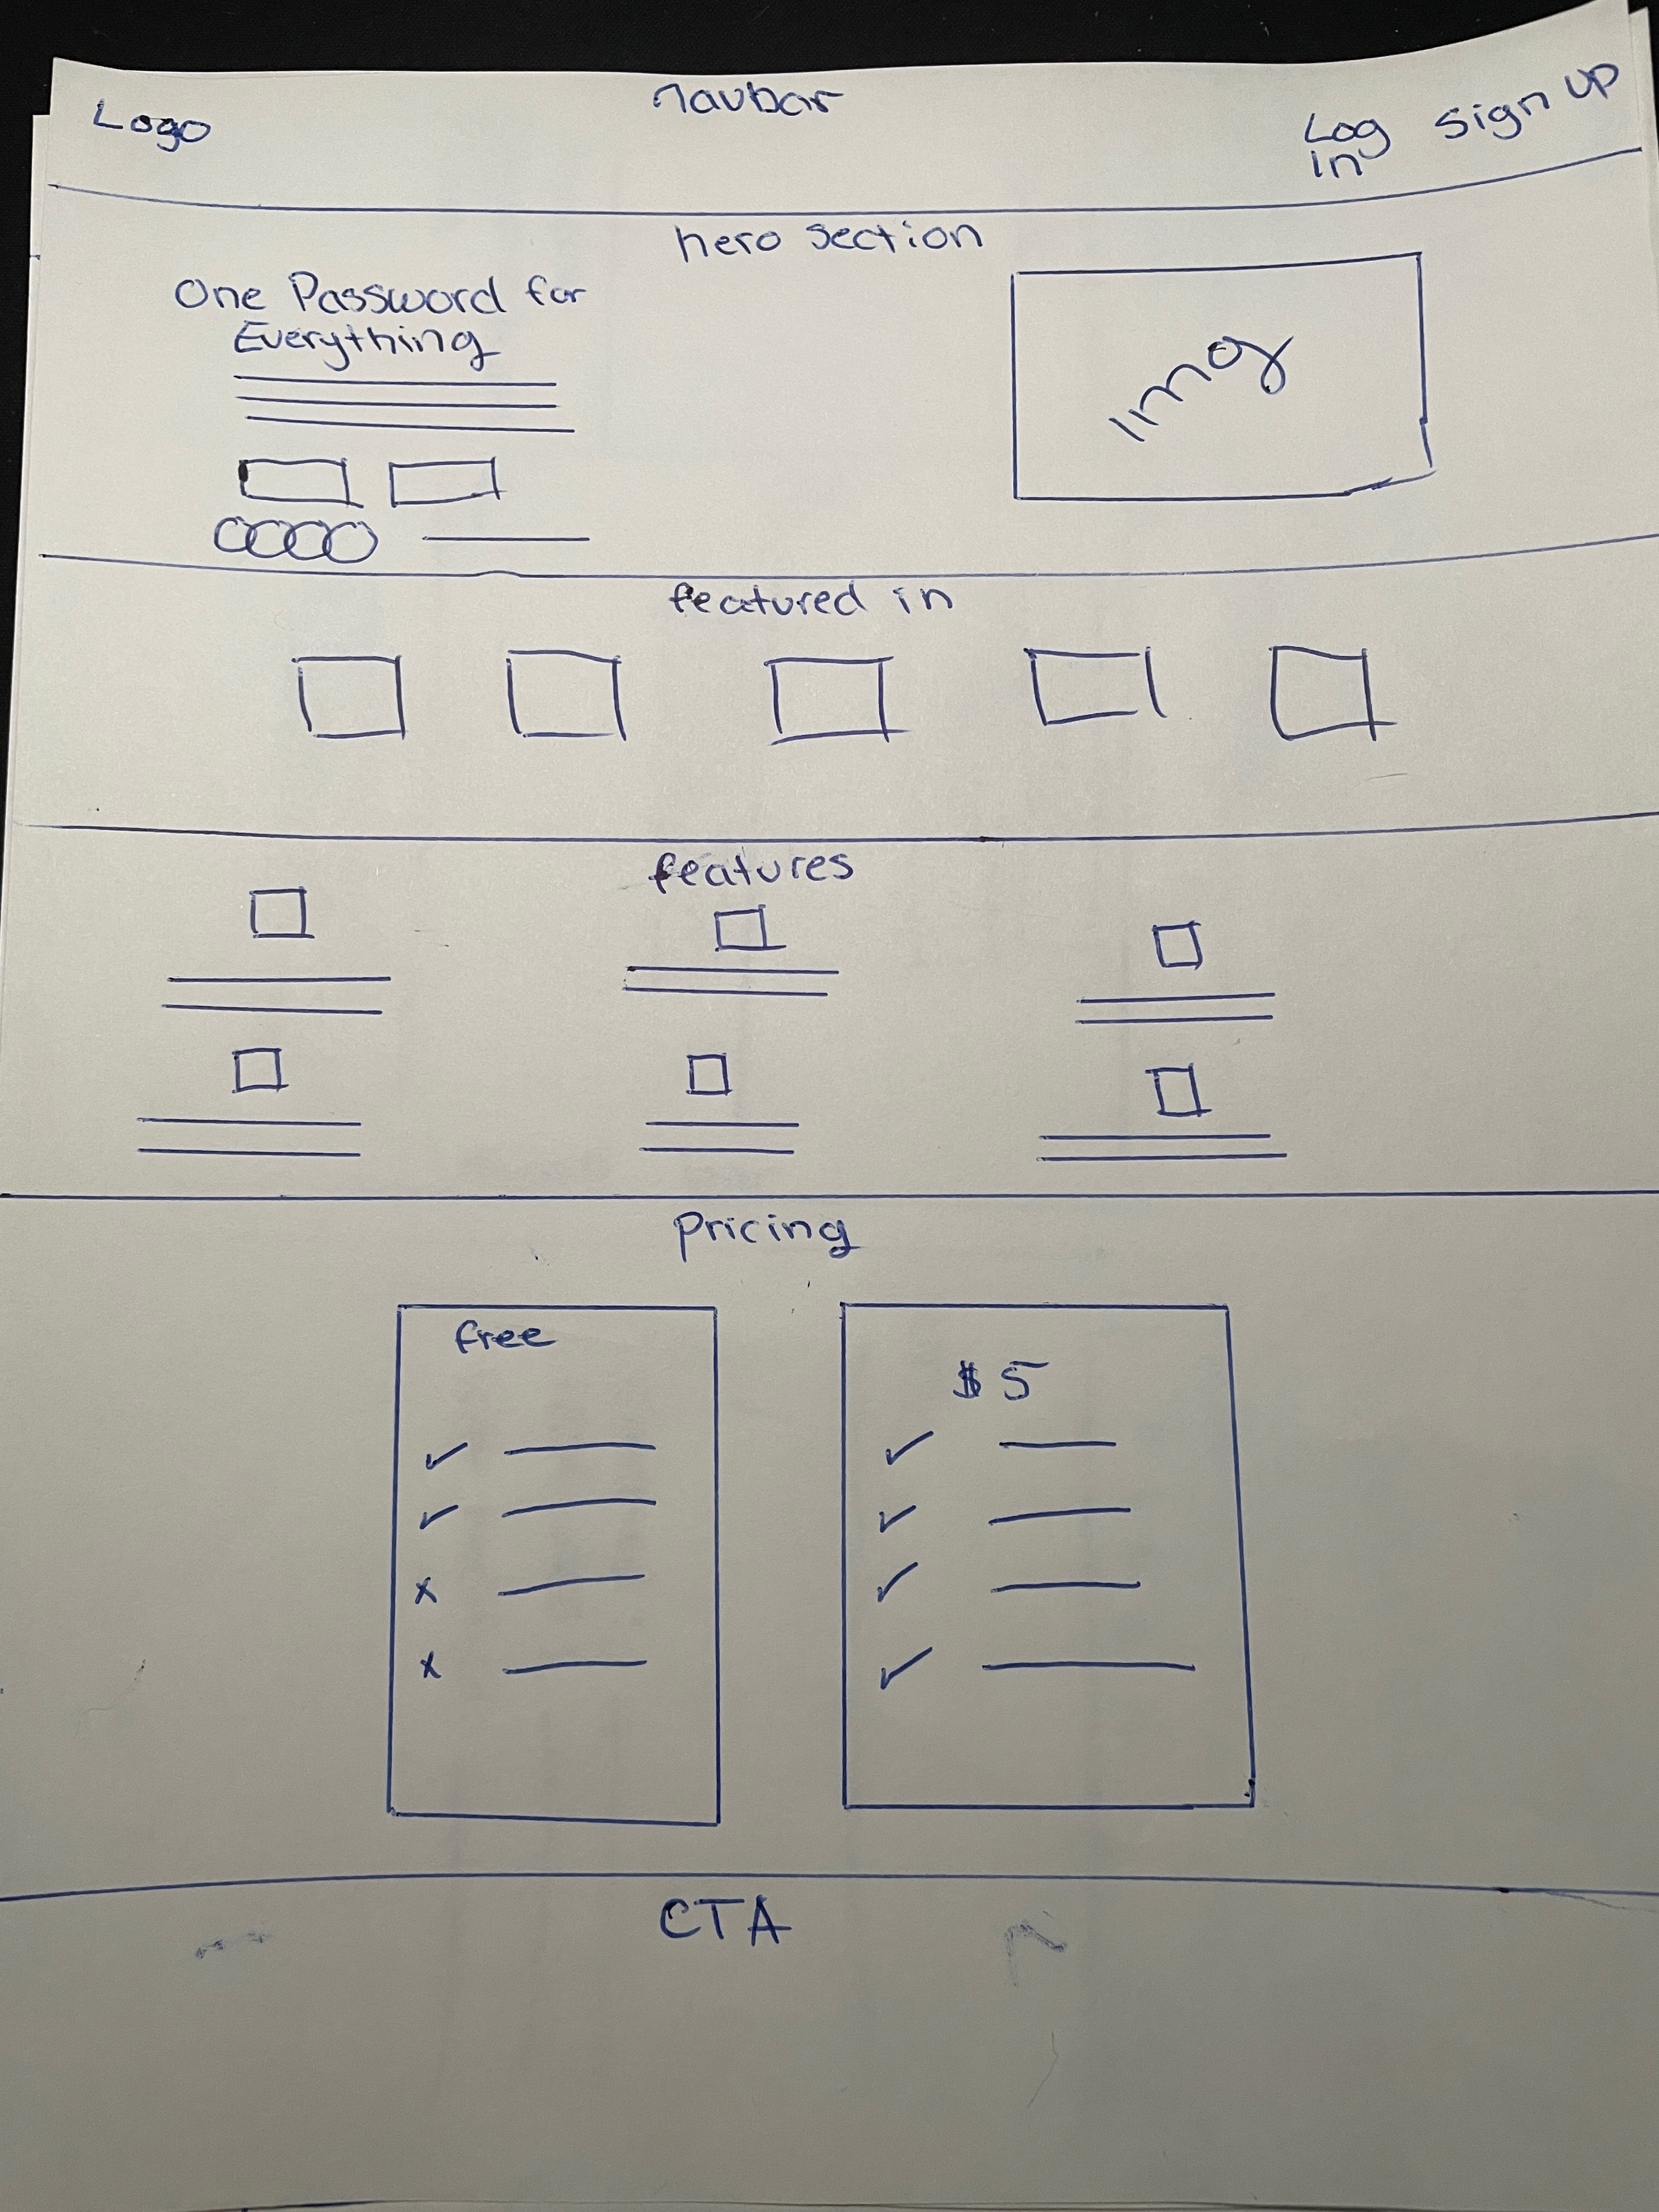 navbar
Logo
Log In
Sign Up
hero section
One Password for
Everything
Img
featured in
features
Pricing
free
$5
CTA